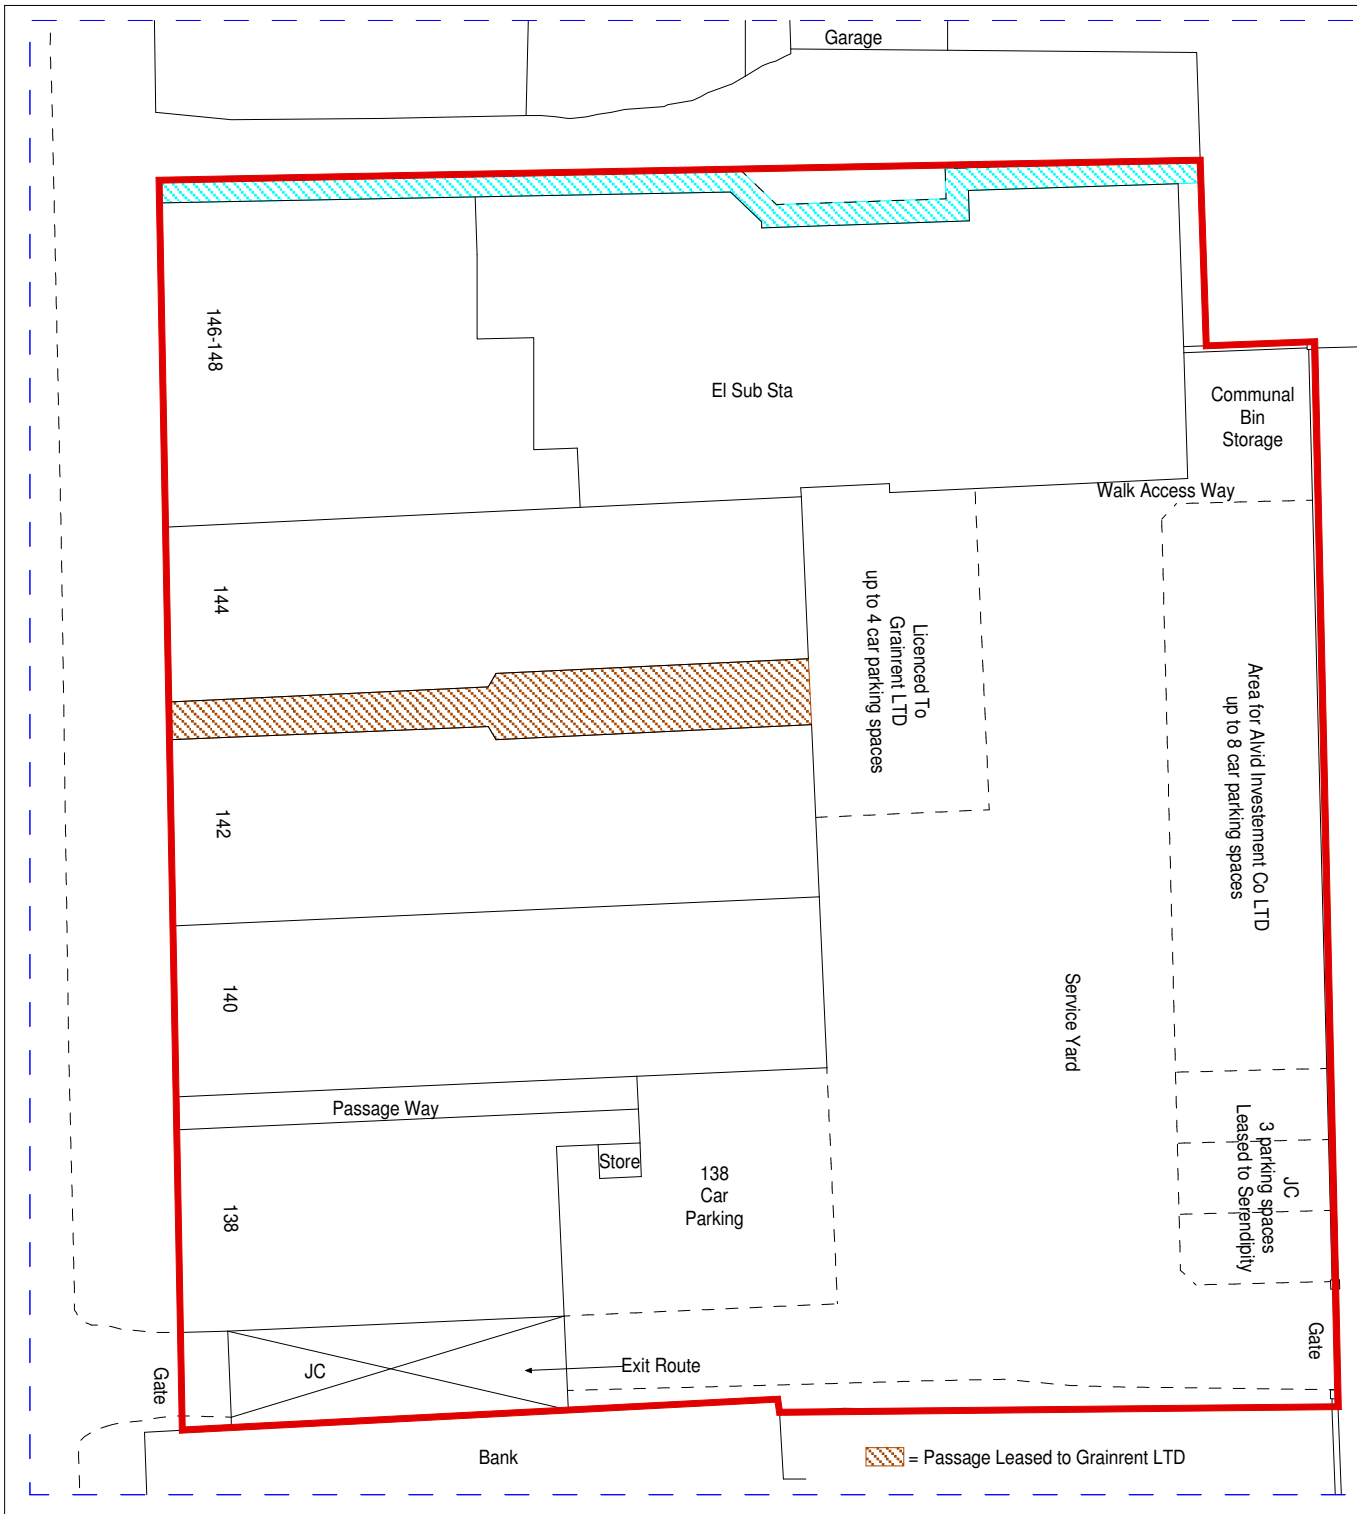 Garage
146-148
El Sub Sta
Communal
Bin
Storage
Walk Access Way
144
Licenced To
Grainrent LTD
up to 4 car parking spaces
Area for Alvid Investement Co LTD
up to 8 car parking spaces
142
140
Service Yard
Passage Way
Store
138
Car
Parking
138
JC
3 parking spaces
Leased to Serendipity
Gate
Exit Route
JC
Gate
Bank
= Passage Leased to Grainrent LTD